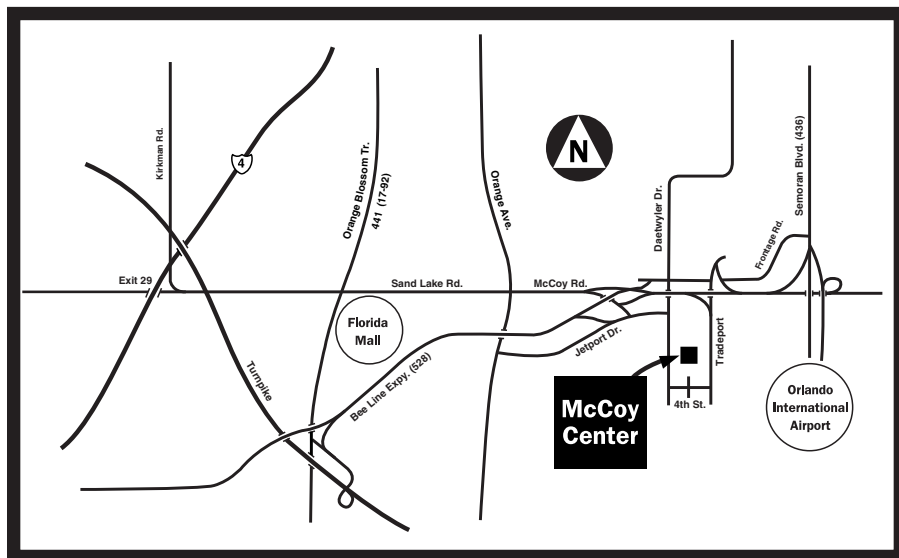 Kirkman Rd.
4
Orange Blossom Tr.
441 (17-92)
Orange Ave.
N
Daetwyler Dr.
Semoran Blvd. (436)
Frontage Rd.
Exit 29
Sand Lake Rd.
McCoy Rd.
Florida
Mall
Turnpike
Bee Line Expy. (528)
Jetport Dr.
Tradeport
McCoy
Center
4th St.
Orlando
International
Airport